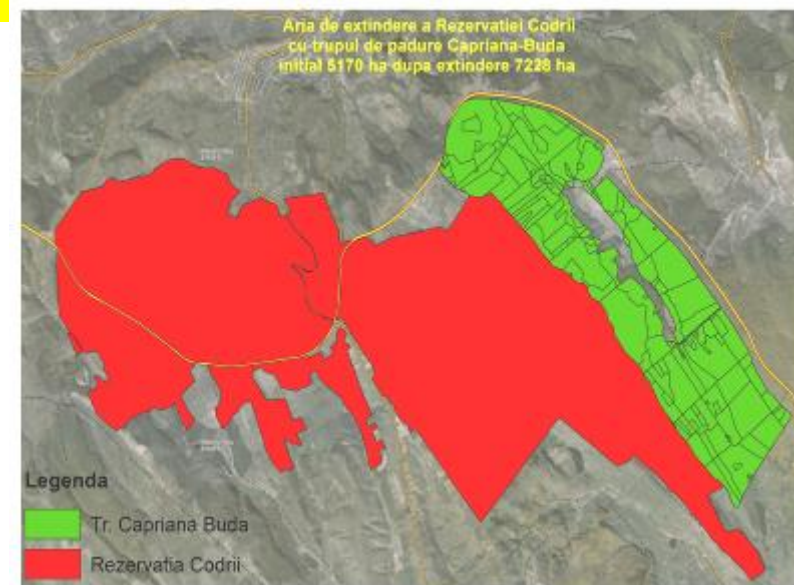 Aria de extindere a Rezervatiei Codrii
cu trupul de padure Capriana-Buda
initial 5170 ha dupa extindere 7228 ha
Legenda
Tr. Capriana Buda
Rezervatia Codrii